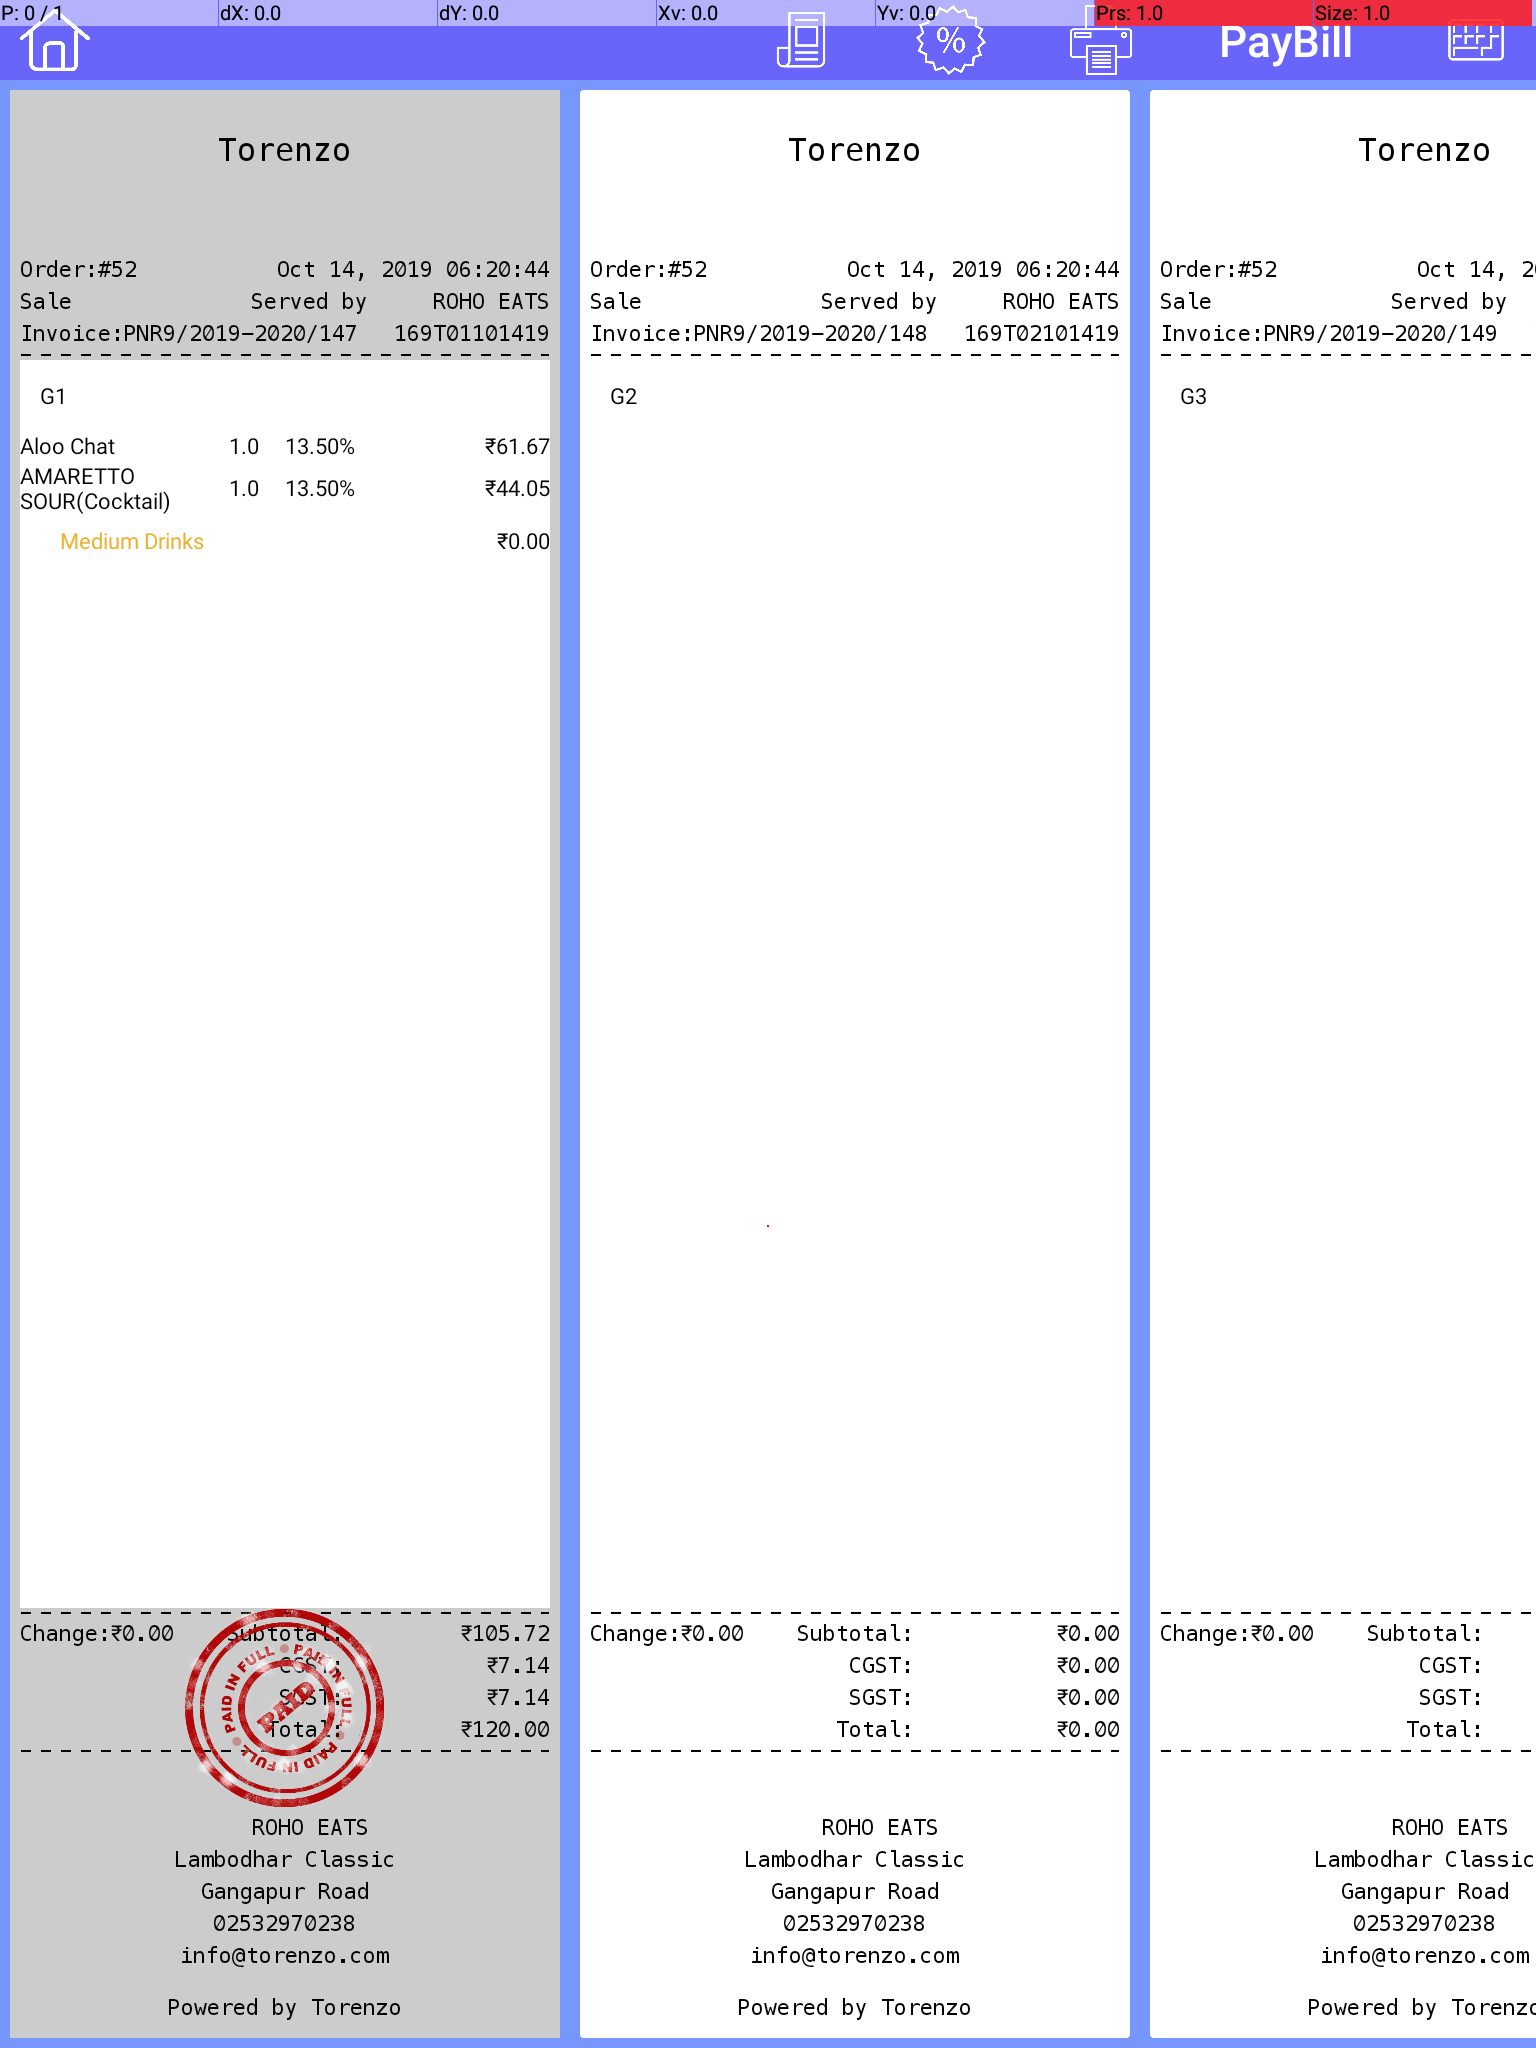 P: 0 / 1 dX: 0.0 dY: 0.0 Xv: 0.0 Yv: 0.0 Prs: 1.0 Size: 1.0
% PayBill
Torenzo
Order:#52 Oct 14, 2019 06:20:44
Sale Served by ROHO EATS
Invoice:PNR9/2019-2020/147 169T01101419
G1
Aloo Chat 1.0 13.50% ₹61.67
AMARETTO
SOUR(Cocktail) 1.0 13.50% ₹44.05
Medium Drinks ₹0.00
Change:₹0.00 Subtotal: ₹105.72
CGST: ₹7.14
SGST: ₹7.14
Total: ₹120.00
PAID IN FULL • PAID IN FULL • PAID IN FULL •
PAID
ROHO EATS
Lambodhar Classic
Gangapur Road
02532970238
info@torenzo.com
Powered by Torenzo
Torenzo
Order:#52 Oct 14, 2019 06:20:44
Sale Served by ROHO EATS
Invoice:PNR9/2019-2020/148 169T02101419
G2
Change:₹0.00 Subtotal: ₹0.00
CGST: ₹0.00
SGST: ₹0.00
Total: ₹0.00
ROHO EATS
Lambodhar Classic
Gangapur Road
02532970238
info@torenzo.com
Powered by Torenzo
Torenzo
Order:#52 Oct 14,
Sale Served by
Invoice:PNR9/2019-2020/149
G3
Change:₹0.00 Subtotal:
CGST:
SGST:
Total:
ROHO EATS
Lambodhar Classic
Gangapur Road
02532970238
info@torenzo.com
Powered by Torenzo